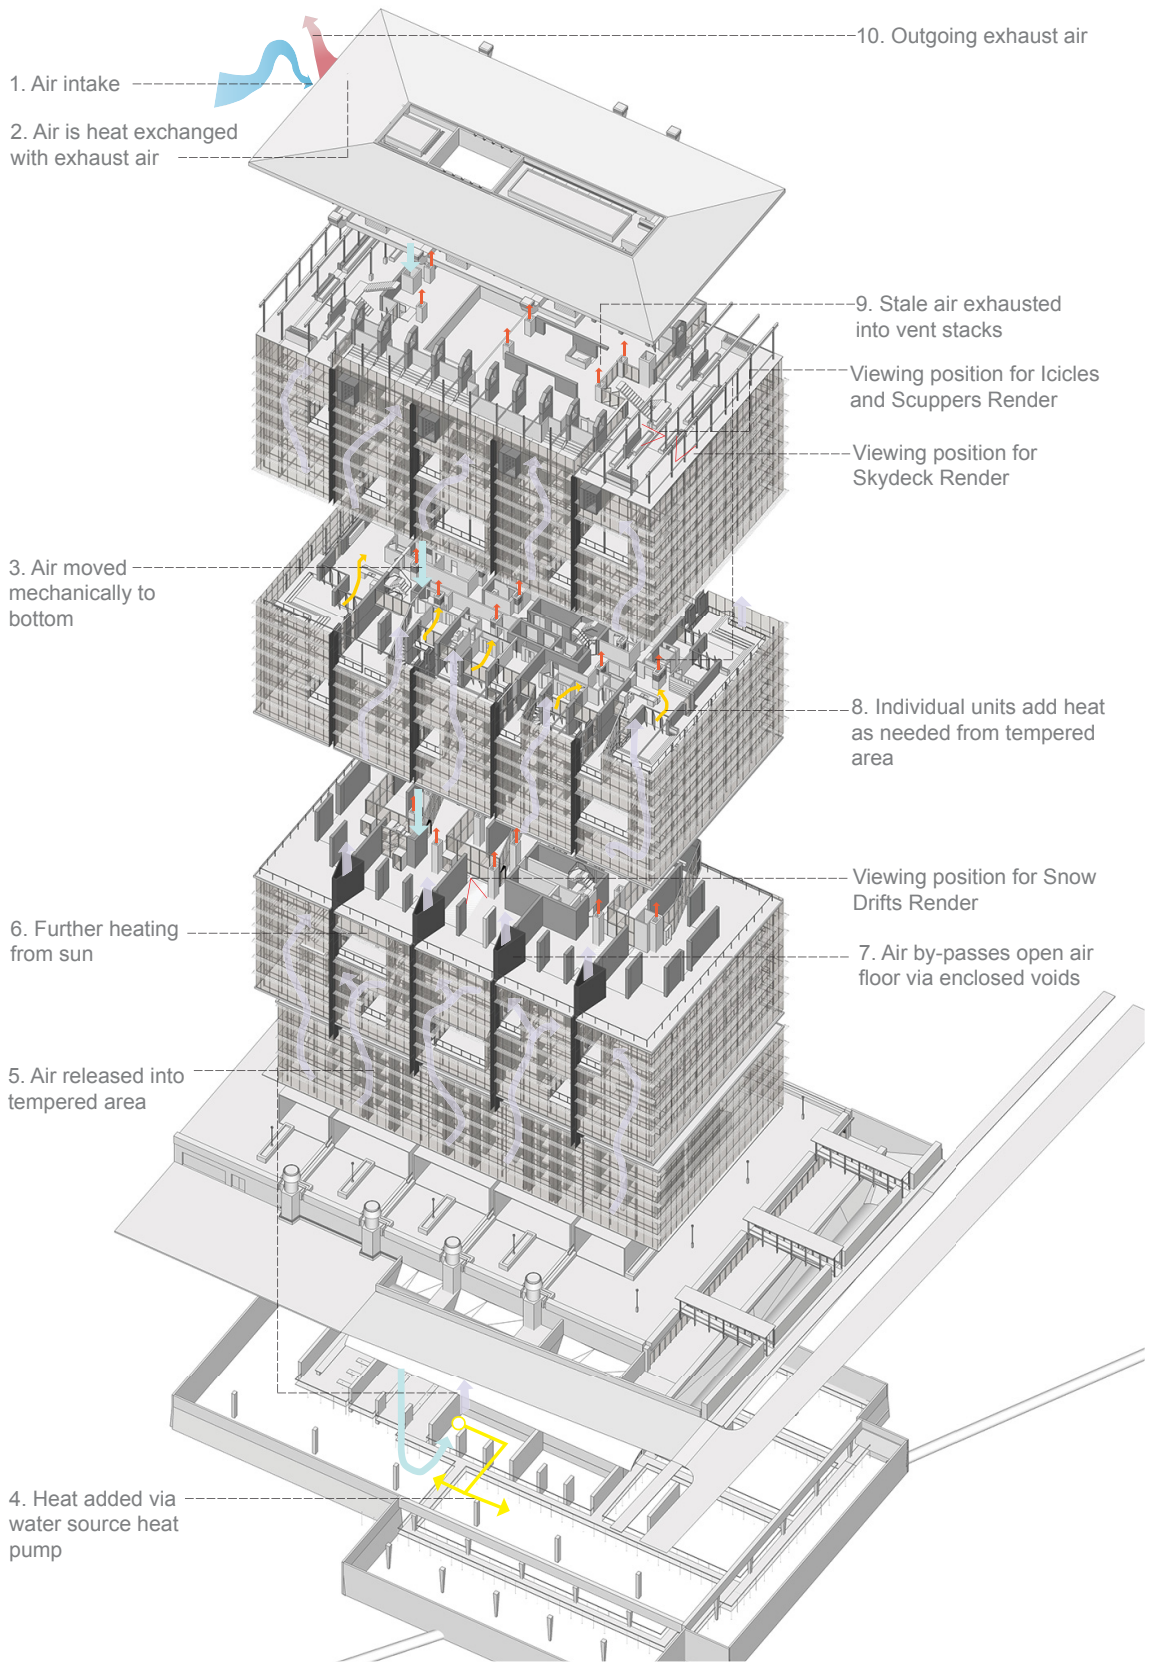 10. Outgoing exhaust air
1. Air intake
2. Air is heat exchanged
with exhaust air
9. Stale air exhausted
into vent stacks
Viewing position for Icicles
and Scuppers Render
Viewing position for
Skydeck Render
3. Air moved
mechanically to
bottom
8. Individual units add heat
as needed from tempered
area
Viewing position for Snow
Drifts Render
6. Further heating
from sun
7. Air by-passes open air
floor via enclosed voids
5. Air released into
tempered area
4. Heat added via
water source heat
pump